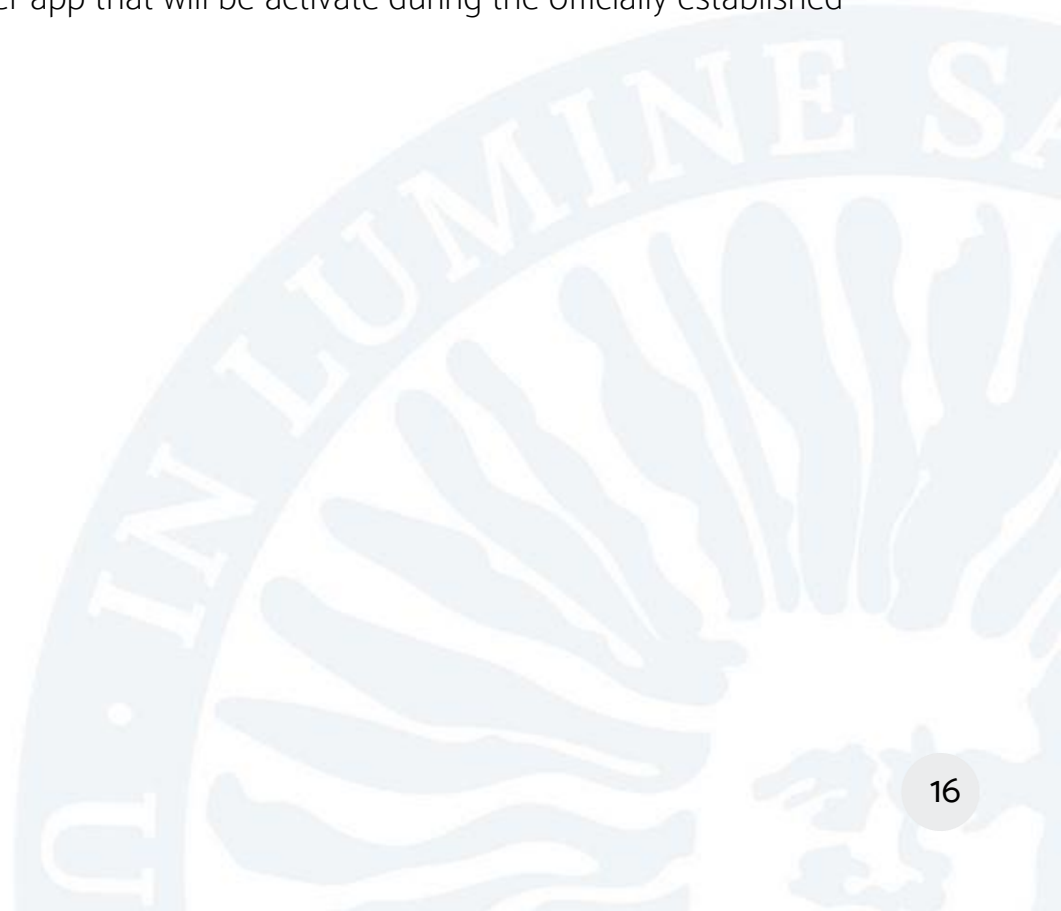 app that will be activate during the officially established
U · IN LUMINE SA
16